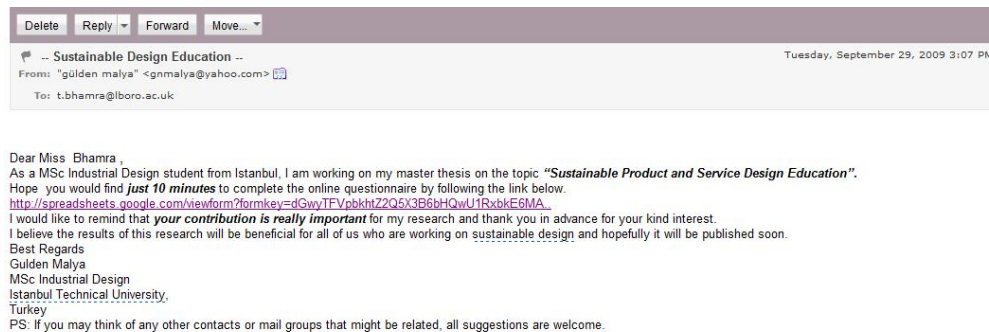 Delete Reply Forward Move...
-- Sustainable Design Education --
Tuesday, September 29, 2009 3:07 PM
From: "gülden malya" <gnmalya@yahoo.com>
To: t.bhamra@lboro.ac.uk
Dear Miss Bhamra ,
As a MSc Industrial Design student from Istanbul, I am working on my master thesis on the topic “Sustainable Product and Service Design Education”.
Hope you would find just 10 minutes to complete the online questionnaire by following the link below.
http://spreadsheets.google.com/viewform?formkey=dGwyTFVpbkhtZ2Q5X3B6bHQwU1RxbkE6MA..
I would like to remind that your contribution is really important for my research and thank you in advance for your kind interest.
I believe the results of this research will be beneficial for all of us who are working on sustainable design and hopefully it will be published soon.
Best Regards
Gulden Malya
MSc Industrial Design
Istanbul Technical University,
Turkey
PS: If you may think of any other contacts or mail groups that might be related, all suggestions are welcome.